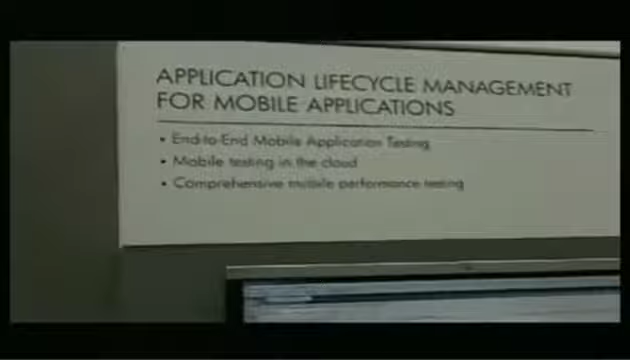 APPLICATION LIFECYCLE MANAGEMENT
FOR MOBILE APPLICATIONS
• End-to-End Mobile Application Testing
• Mobile testing in the cloud
• Comprehensive mobile performance testing